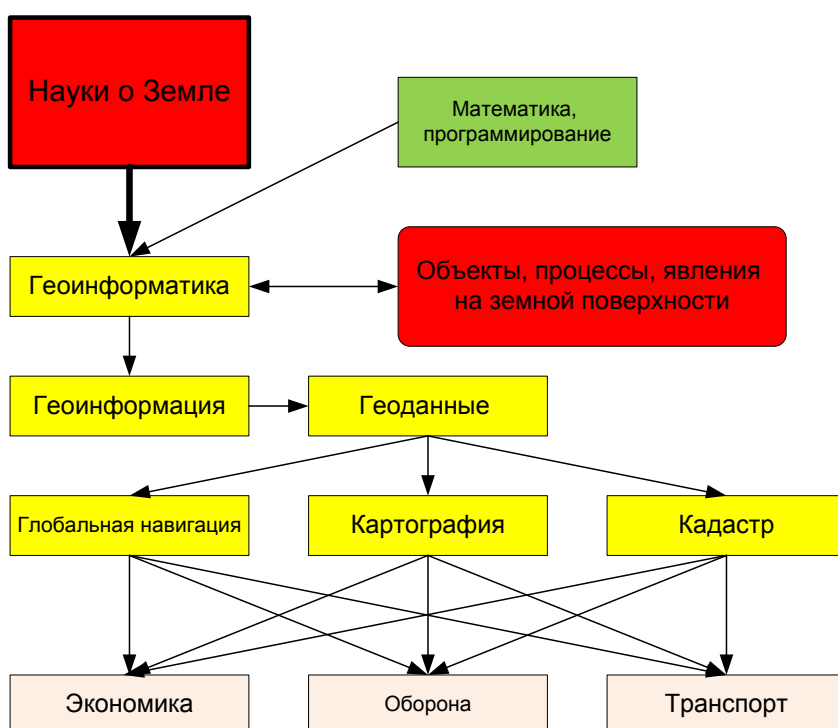 Науки о Земле
Математика,
программирование
Геоинформатика
Объекты, процессы, явления
на земной поверхности
Геоинформация
Геоданные
Глобальная навигация
Картография
Кадастр
Экономика
Оборона
Транспорт